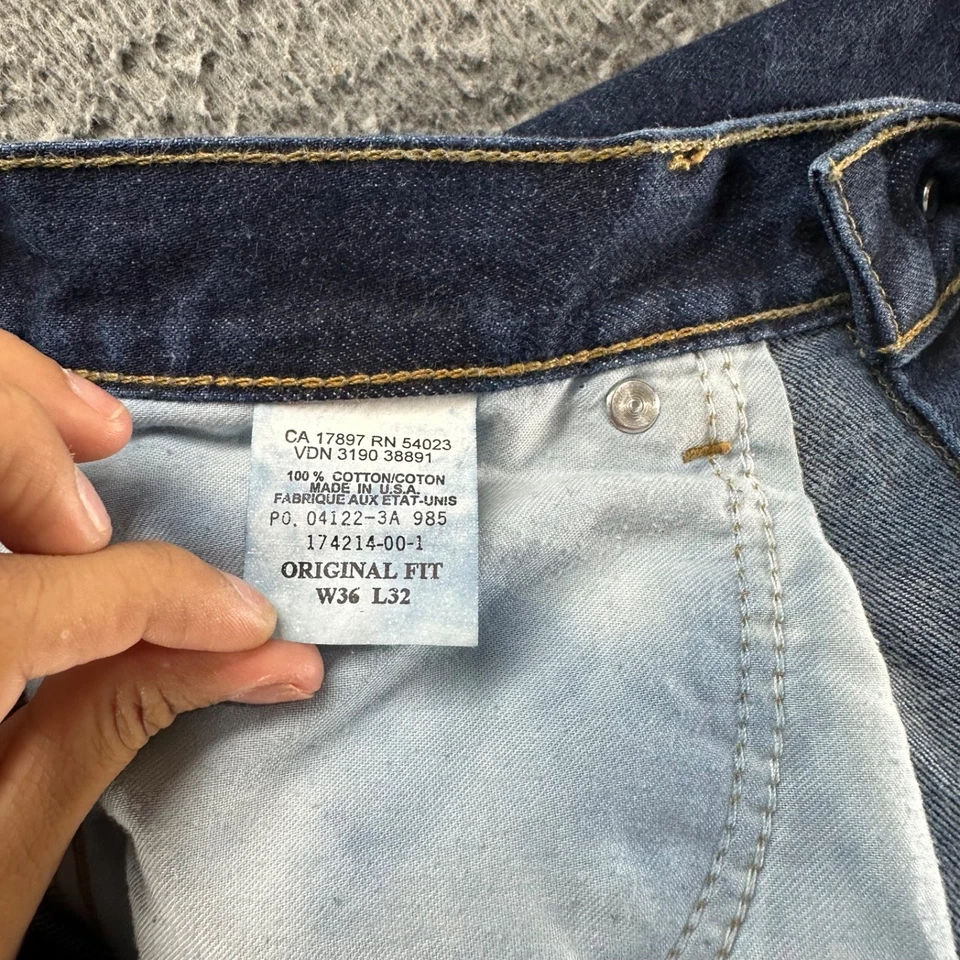 CA 17897 RN 54023
VDN 3190 38891
100 % COTTON/COTON
MADE IN U.S.A.
FABRIQUE AUX ETAT-UNIS
PO. 04122-3A 985
174214-00-1
ORIGINAL FIT
W36 L32